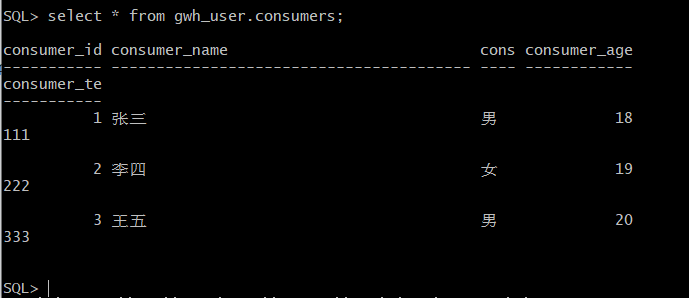 SQL> select * from gwh_user.consumers;
consumer_id consumer_name cons consumer_age
----------- ---------------------------------------- ---- ------------
consumer_te
-----------
1 张三 男 18
111
2 李四 女 19
222
3 王五 男 20
333
SQL>